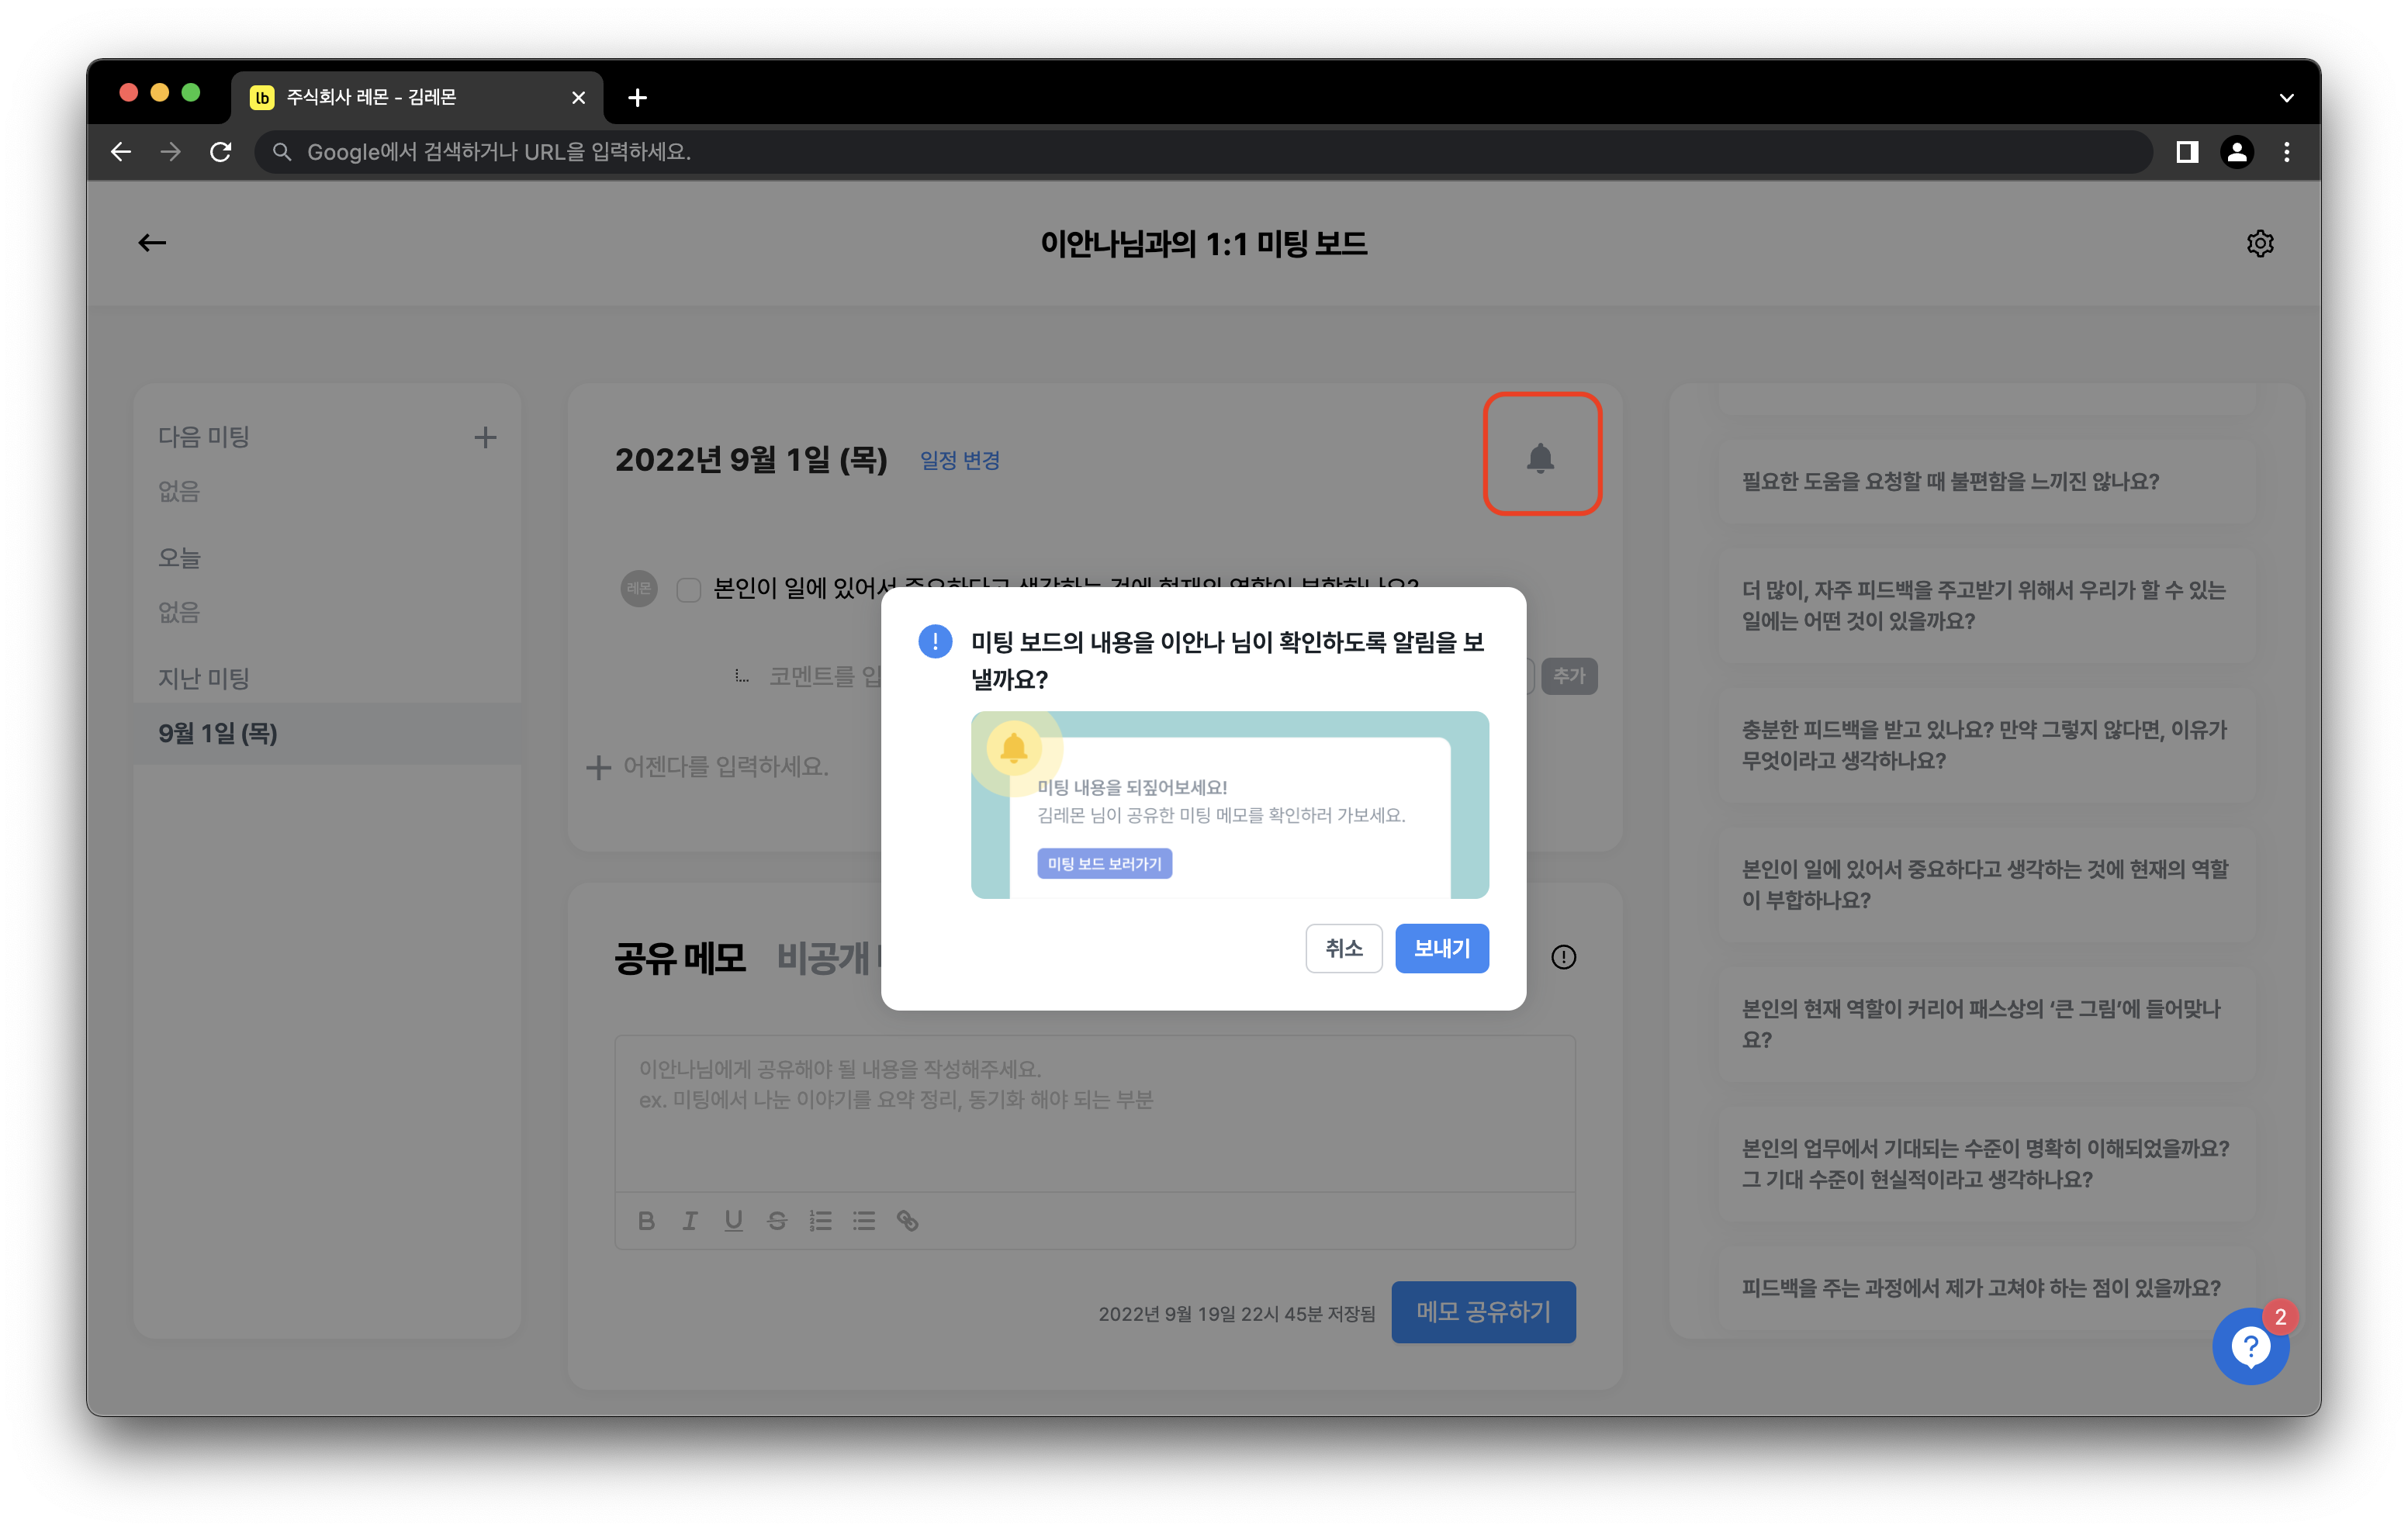 lb 주식회사 레몬 - 김레몬
Google에서 검색하거나 URL을 입력하세요.
이안나님과의 1:1 미팅 보드
다음 미팅
없음
오늘
없음
지난 미팅
9월 1일 (목)
2022년 9월 1일 (목) 일정 변경
레몬 본인이 일에 있어서 중요하다고 생각하는 것에 현재의 역할이 부합하나요?
코멘트를 입
추가
어젠다를 입력하세요.
미팅 보드의 내용을 이안나 님이 확인하도록 알림을 보
낼까요?
미팅 내용을 되짚어보세요!
김레몬 님이 공유한 미팅 메모를 확인하러 가보세요.
미팅 보드 보러가기
취소 보내기
공유 메모 비공개
이안나님에게 공유해야 될 내용을 작성해주세요.
ex. 미팅에서 나눈 이야기를 요약 정리, 동기화 해야 되는 부분
B I U S
2022년 9월 19일 22시 45분 저장됨 메모 공유하기
필요한 도움을 요청할 때 불편함을 느끼진 않나요?
더 많이, 자주 피드백을 주고받기 위해서 우리가 할 수 있는
일에는 어떤 것이 있을까요?
충분한 피드백을 받고 있나요? 만약 그렇지 않다면, 이유가
무엇이라고 생각하나요?
본인이 일에 있어서 중요하다고 생각하는 것에 현재의 역할
이 부합하나요?
본인의 현재 역할이 커리어 패스상의 ‘큰 그림’에 들어맞나
요?
본인의 업무에서 기대되는 수준이 명확히 이해되었을까요?
그 기대 수준이 현실적이라고 생각하나요?
피드백을 주는 과정에서 제가 고쳐야 하는 점이 있을까요?
2